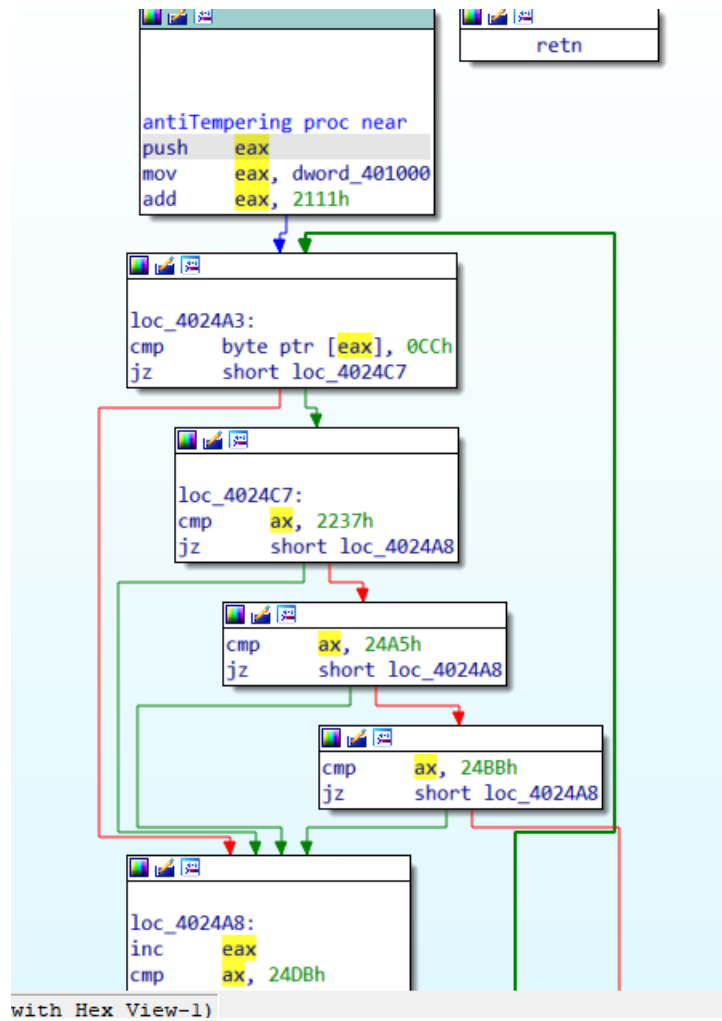 retn
antiTempering proc near
push eax
mov eax, dword_401000
add eax, 2111h
loc_4024A3:
cmp byte ptr [eax], 0CCh
jz short loc_4024C7
loc_4024C7:
cmp ax, 2237h
jz short loc_4024A8
cmp ax, 24A5h
jz short loc_4024A8
cmp ax, 24BBh
jz short loc_4024A8
loc_4024A8:
inc eax
cmp ax, 24DBh
with Hex View-1)